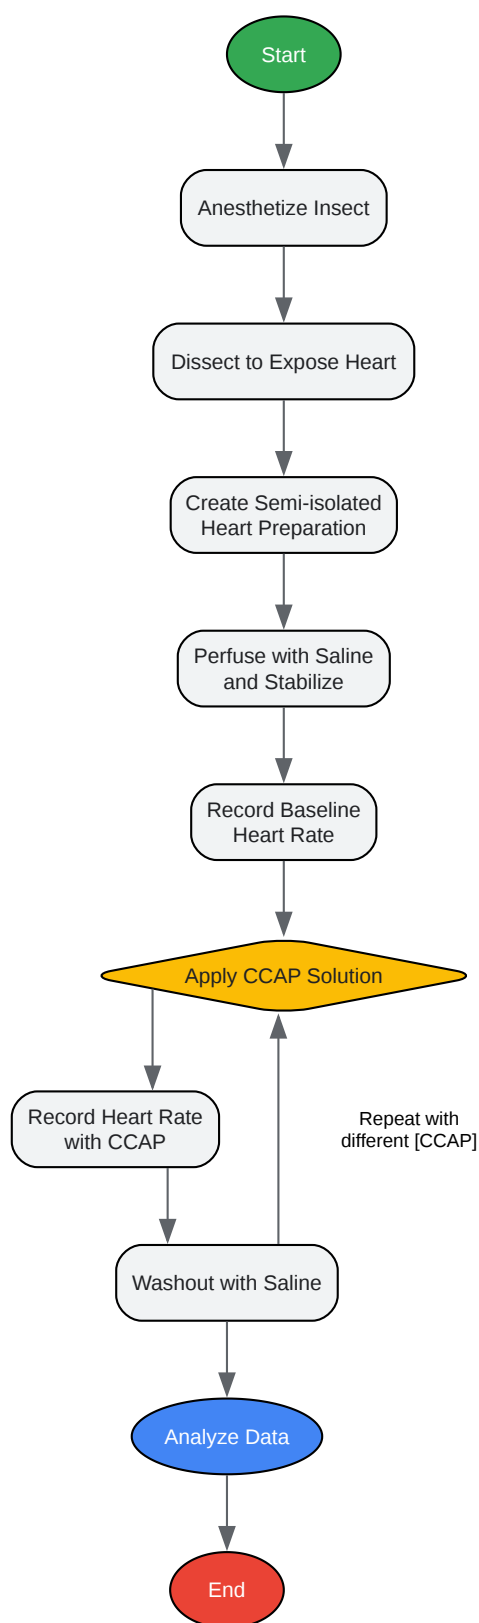 Start
Anesthetize Insect
Dissect to Expose Heart
Create Semi-isolated
Heart Preparation
Perfuse with Saline
and Stabilize
Record Baseline
Heart Rate
Apply CCAP Solution
Record Heart Rate
with CCAP
Repeat with
different [CCAP]
Washout with Saline
Analyze Data
End